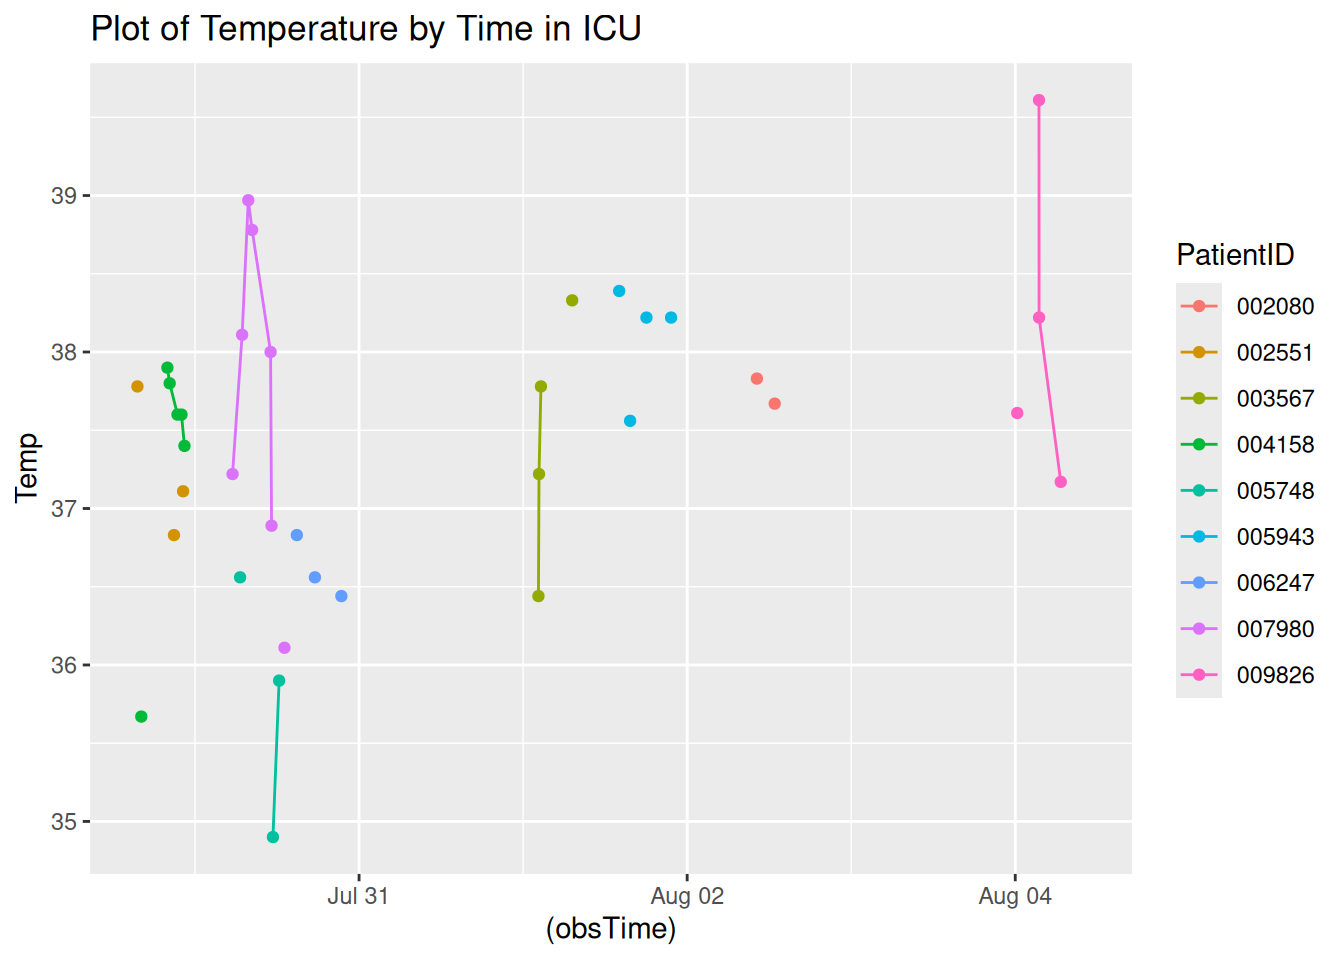 Plot of Temperature by Time in ICU
Temp
39
38
37
36
35
Jul 31
Aug 02
Aug 04
(obsTime)
PatientID
002080
002551
003567
004158
005748
005943
006247
007980
009826